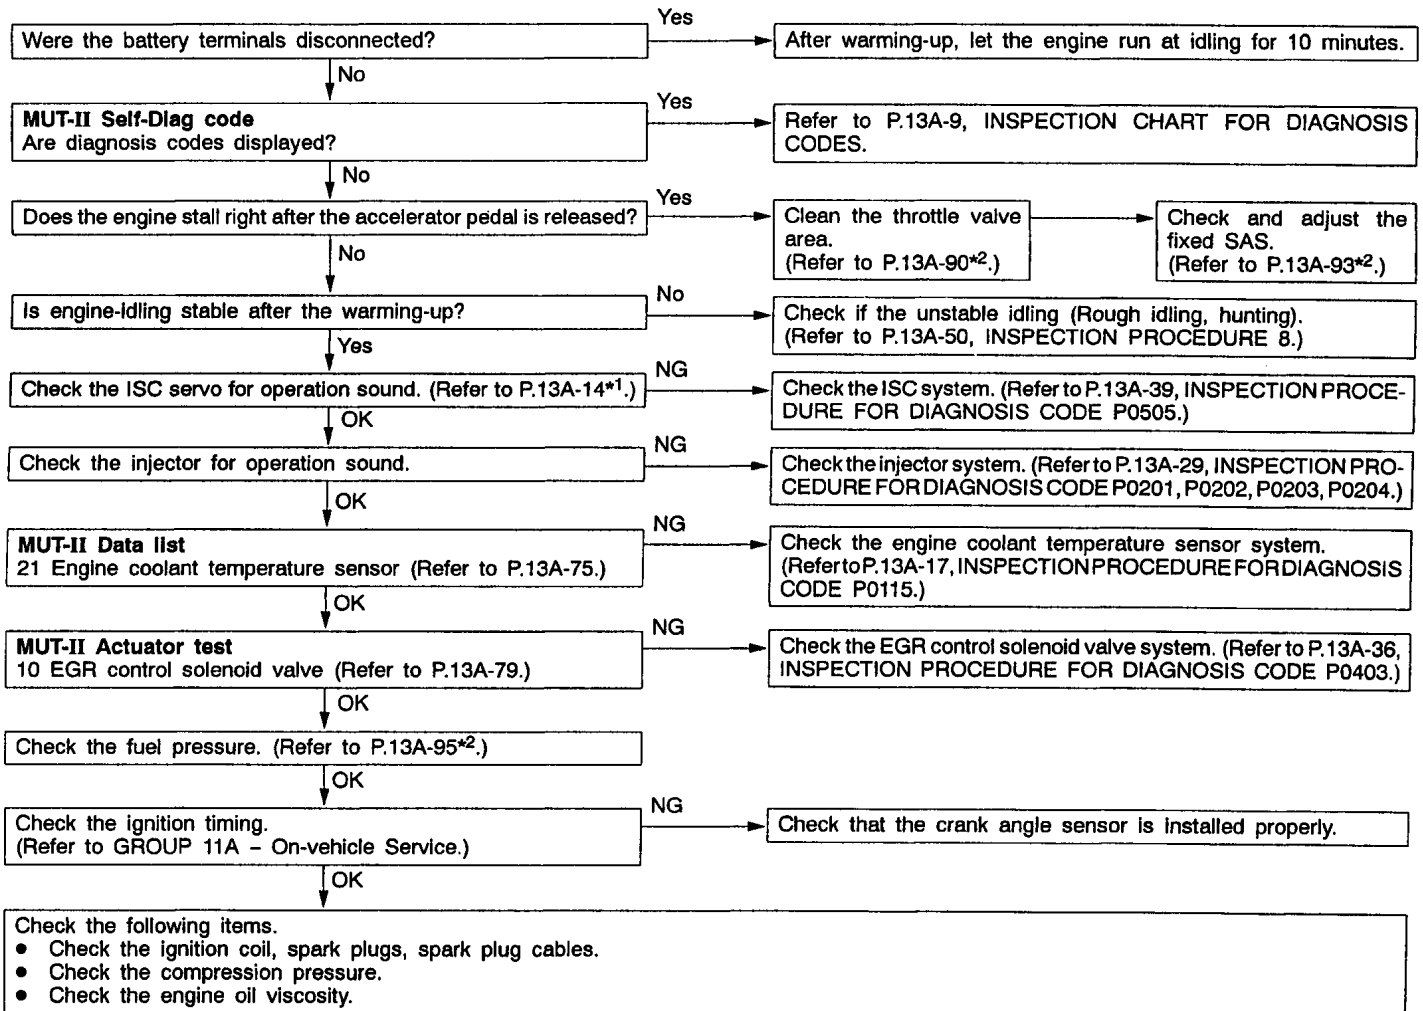 Were the battery terminals disconnected?
Yes
After warming-up, let the engine run at idling for 10 minutes.
No
MUT-II Self-Diag code
Are diagnosis codes displayed?
Yes
Refer to P.13A-9, INSPECTION CHART FOR DIAGNOSIS
CODES.
No
Does the engine stall right after the accelerator pedal is released?
Yes
Clean the throttle valve
area.
(Refer to P.13A-90*2.)
Check and adjust the
fixed SAS.
(Refer to P.13A-93*2.)
No
Is engine-idling stable after the warming-up?
No
Check if the unstable idling (Rough idling, hunting).
(Refer to P.13A-50, INSPECTION PROCEDURE 8.)
Yes
Check the ISC servo for operation sound. (Refer to P.13A-14*1.)
NG
Check the ISC system. (Refer to P.13A-39, INSPECTION PROCE-
DURE FOR DIAGNOSIS CODE P0505.)
OK
Check the injector for operation sound.
NG
Check the injector system. (Refer to P.13A-29, INSPECTION PRO-
CEDURE FOR DIAGNOSIS CODE P0201, P0202, P0203, P0204.)
OK
MUT-II Data list
21 Engine coolant temperature sensor (Refer to P.13A-75.)
NG
Check the engine coolant temperature sensor system.
(Refer to P.13A-17, INSPECTION PROCEDURE FOR DIAGNOSIS
CODE P0115.)
OK
MUT-II Actuator test
10 EGR control solenoid valve (Refer to P.13A-79.)
NG
Check the EGR control solenoid valve system. (Refer to P.13A-36,
INSPECTION PROCEDURE FOR DIAGNOSIS CODE P0403.)
OK
Check the fuel pressure. (Refer to P.13A-95*2.)
OK
Check the ignition timing.
(Refer to GROUP 11A – On-vehicle Service.)
NG
Check that the crank angle sensor is installed properly.
OK
Check the following items.
● Check the ignition coil, spark plugs, spark plug cables.
● Check the compression pressure.
● Check the engine oil viscosity.